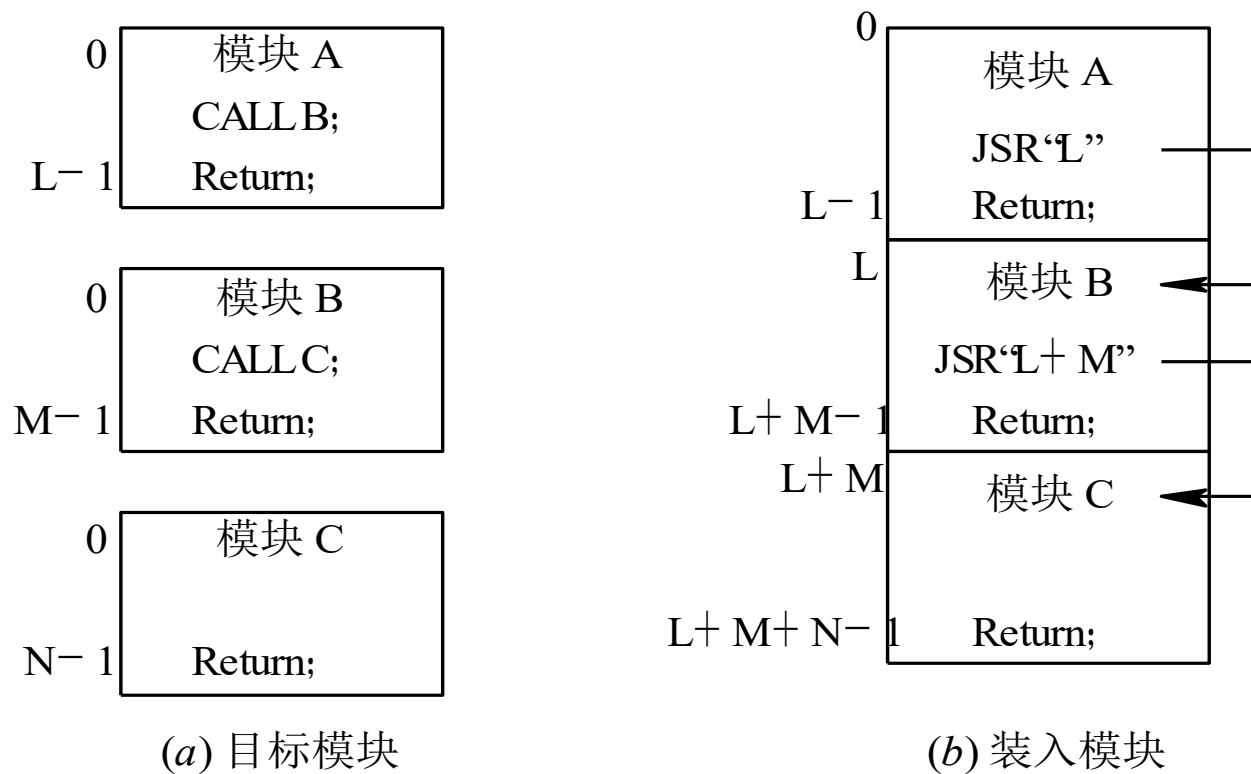 0
模块 A
CALL B;
L− 1
Return;
0
模块 B
CALL C;
M− 1
Return;
0
模块 C
N− 1
Return;
(a) 目标模块
0
模块 A
JSR“L”
L− 1
Return;
L
模块 B
JSR“L+ M”
L+ M− 1
Return;
L+ M
模块 C
L+ M+ N− 1
Return;
(b) 装入模块